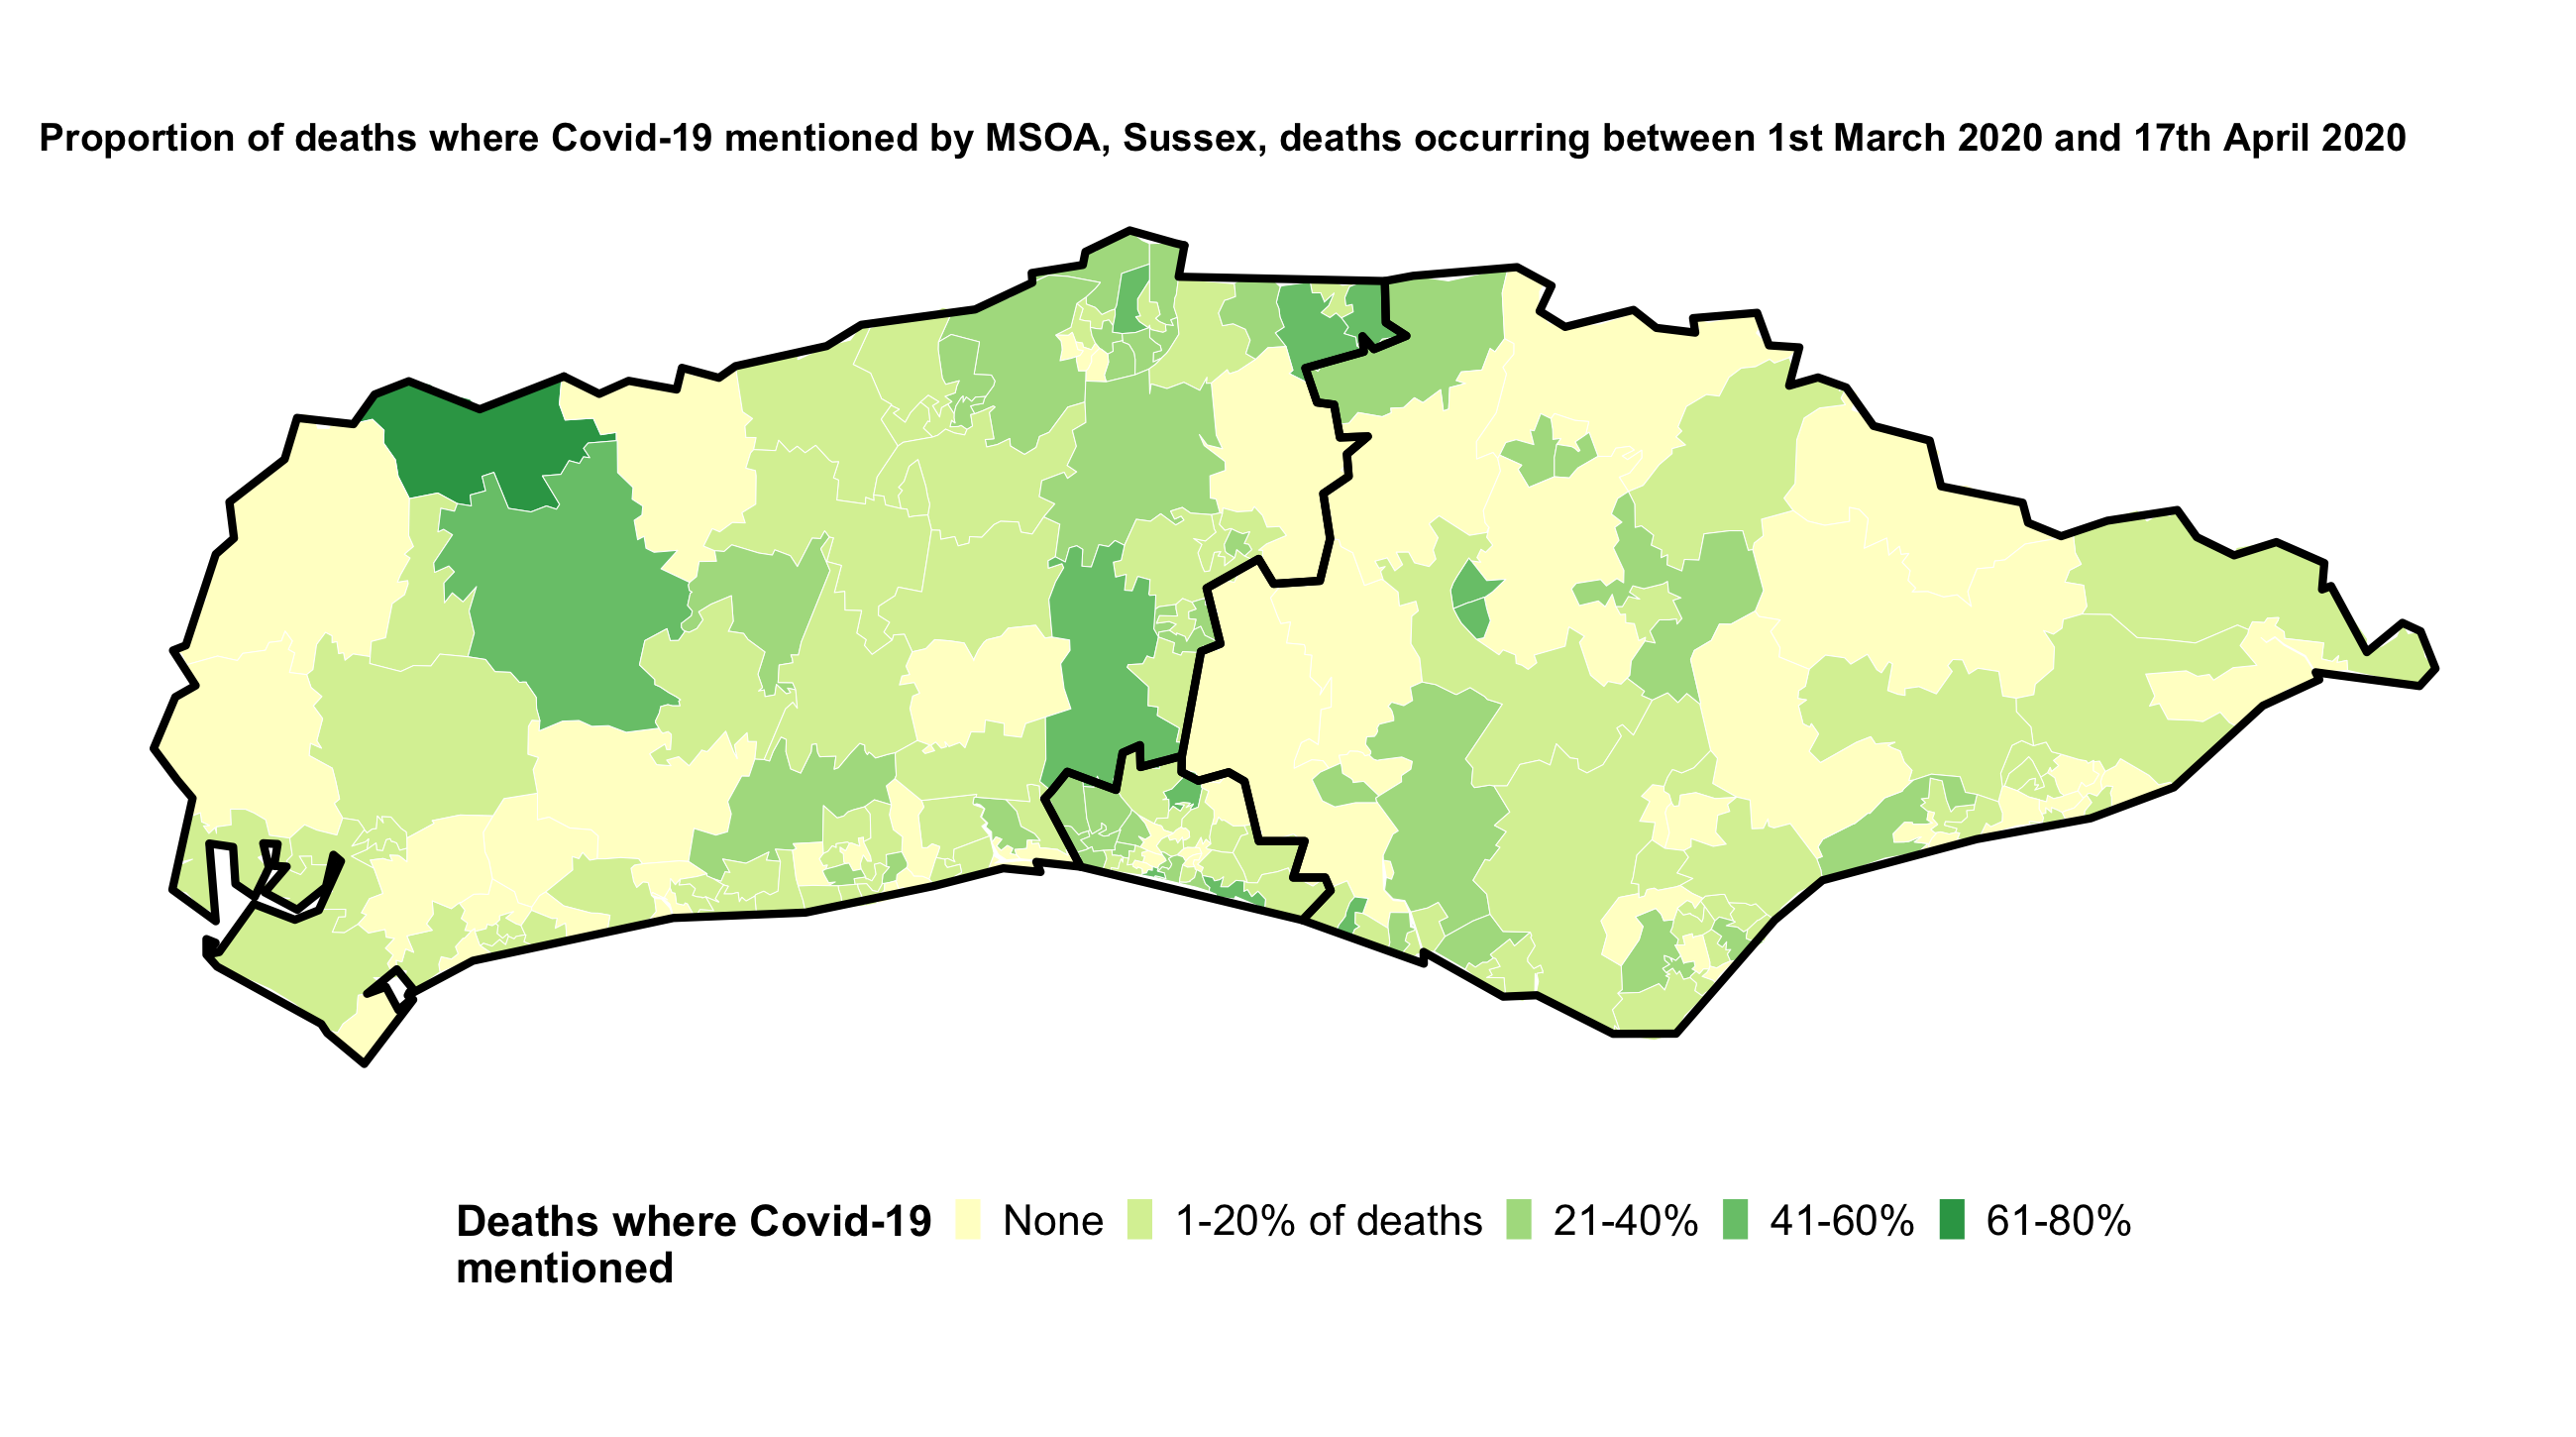 Proportion of deaths where Covid-19 mentioned by MSOA, Sussex, deaths occurring between 1st March 2020 and 17th April 2020
Deaths where Covid-19 None 1-20% of deaths 21-40% 41-60% 61-80%
mentioned